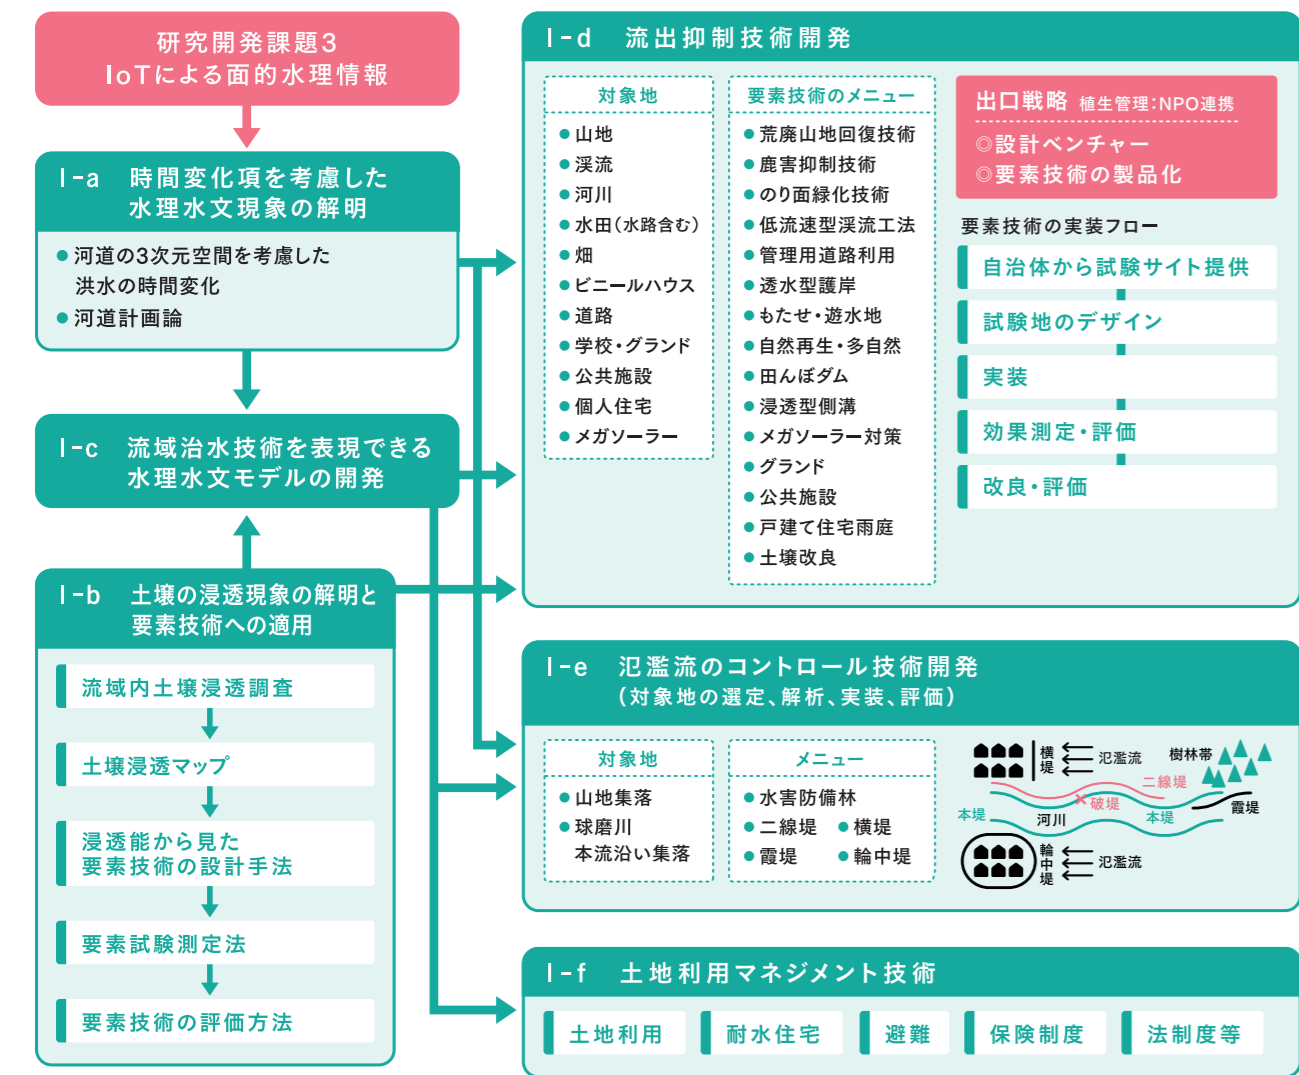 研究開発課題3
IoTによる面的水理情報
I-a 時間変化項を考慮した
水理水文現象の解明
●河道の3次元空間を考慮した
洪水の時間変化
●河道計画論
I-c 流域治水技術を表現できる
水理水文モデルの開発
I-b 土壌の浸透現象の解明と
要素技術への適用
流域内土壌浸透調査
土壌浸透マップ
浸透能から見た
要素技術の設計手法
要素試験測定法
要素技術の評価方法
I-d 流出抑制技術開発
対象地
●山地
●渓流
●河川
●水田(水路含む)
●畑
●ビニールハウス
●道路
●学校・グランド
●公共施設
●個人住宅
●メガソーラー
要素技術のメニュー
●荒廃山地回復技術
●鹿害抑制技術
●のり面緑化技術
●低流速型渓流工法
●管理用道路利用
●透水型護岸
●もたせ・遊水地
●自然再生・多自然
●田んぼダム
●浸透型側溝
●メガソーラー対策
●グランド
●公共施設
●戸建て住宅雨庭
●土壌改良
出口戦略 植生管理:NPO連携
◎設計ベンチャー
◎要素技術の製品化
要素技術の実装フロー
自治体から試験サイト提供
試験地のデザイン
実装
効果測定・評価
改良・評価
I-e 氾濫流のコントロール技術開発
(対象地の選定、解析、実装、評価)
対象地
●山地集落
●球磨川
本流沿い集落
メニュー
●水害防備林
●二線堤 ●横堤
●霞堤 ●輪中堤
横堤
氾濫流
樹林帯
二線堤
破堤
本堤
河川
本堤
霞堤
輪中堤
氾濫流
I-f 土地利用マネジメント技術
土地利用
耐水住宅
避難
保険制度
法制度等